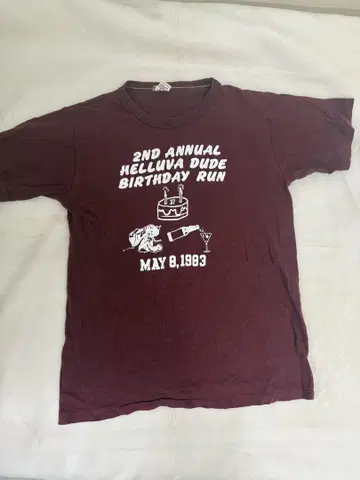 2ND ANNUAL
HELLUVA DUDE
BIRTHDAY RUN
MAY 8, 1983